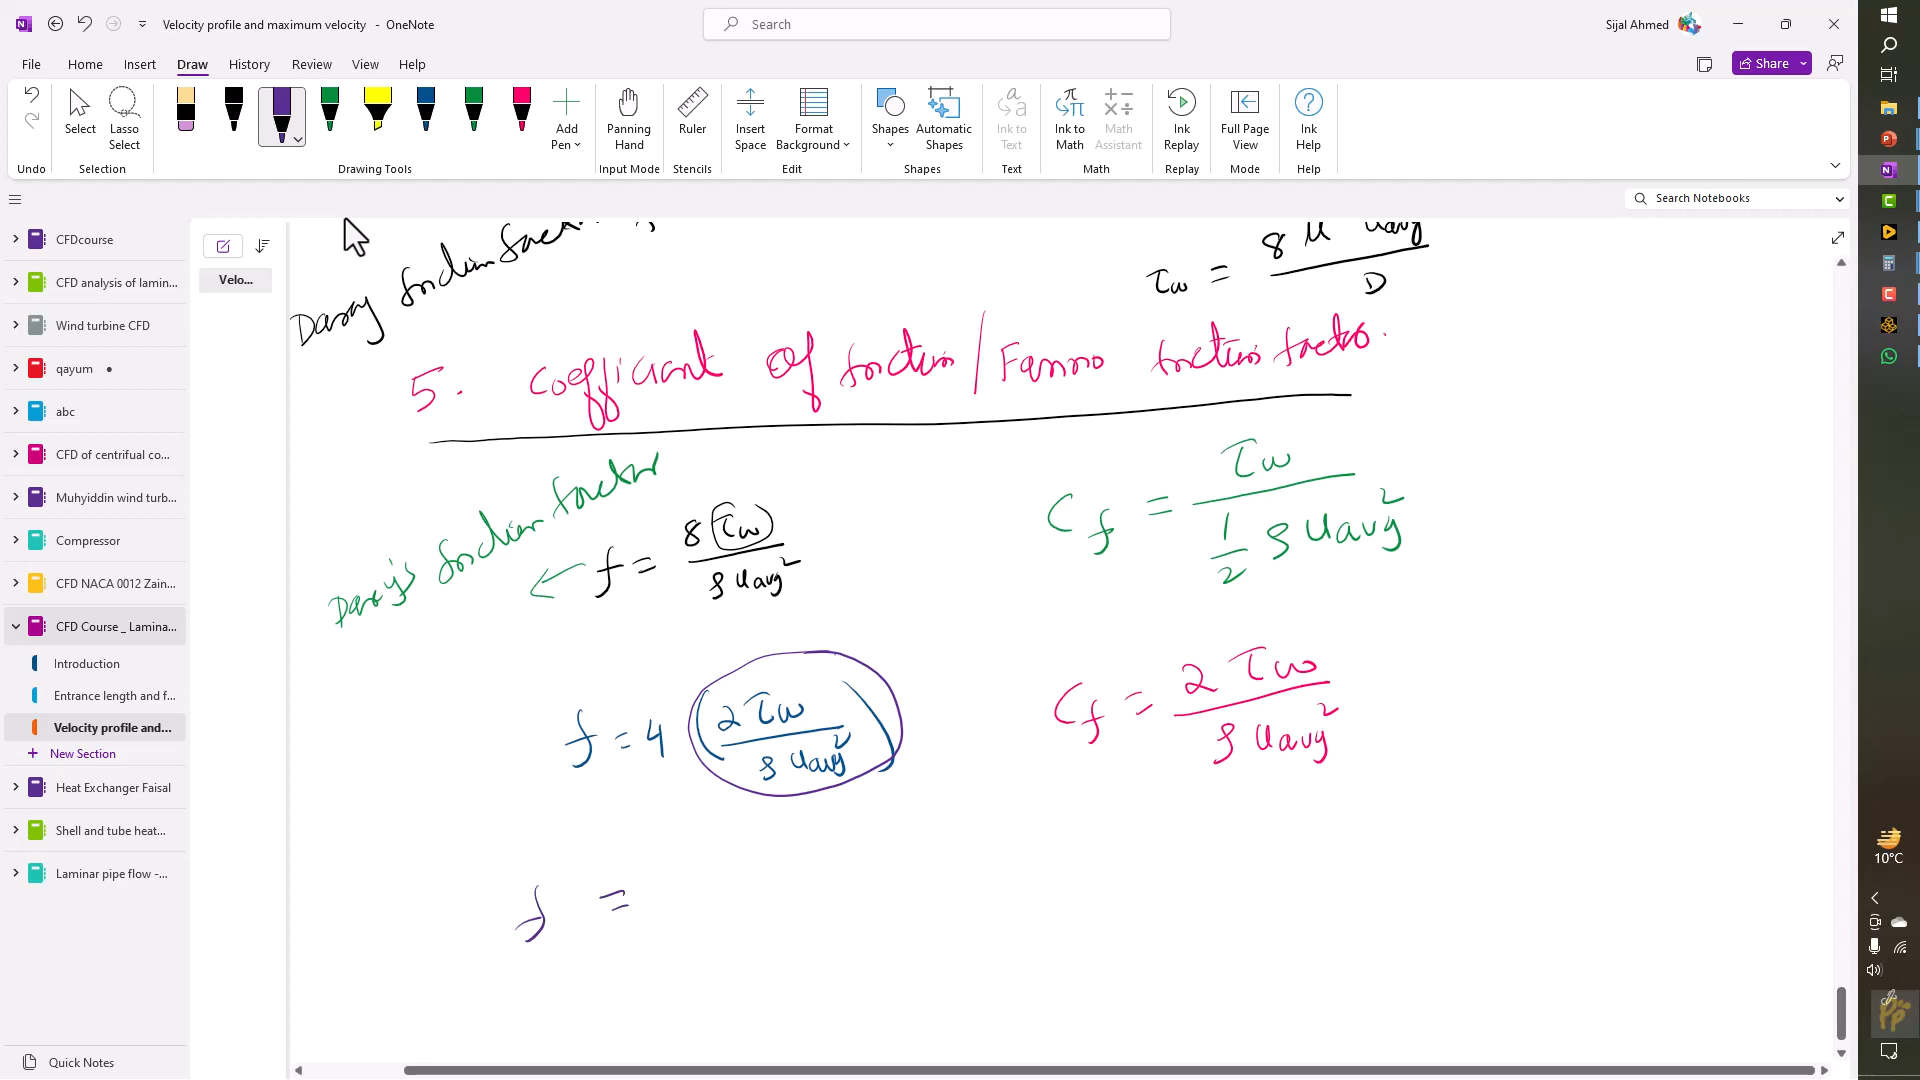 Velocity profile and maximum velocity - OneNote
Search
Sijal Ahmed
File Home Insert Draw History Review View Help
Share
Select
Lasso Select
Add Pen
Panning Hand
Ruler
Insert Space
Format Background
Shapes
Automatic Shapes
Ink to Text
Ink to Math
Math Assistant
Ink Replay
Full Page View
Ink Help
Undo
Selection
Drawing Tools
Input Mode
Stencils
Edit
Shapes
Text
Math
Replay
Mode
Help
Search Notebooks
CFDcourse
CFD analysis of lamin...
Wind turbine CFD
qayum
abc
CFD of centrifual co...
Muhyiddin wind turb...
Compressor
CFD NACA 0012 Zain...
CFD Course _ Lamina...
Introduction
Entrance length and f...
Velocity profile and...
+ New Section
Heat Exchanger Faisal
Shell and tube heat...
Laminar pipe flow -...
Quick Notes
Velo...
τw = 8 μ uavg / D
5. Coefficient of friction / Fanno friction factor.
Darcy's friction factor
f = 8 (τw) / ρ uavg²
Cf = τw / ½ ρ uavg²
f = 4 (2 τw / ρ uavg²)
Cf = 2 τw / ρ uavg²
f =
10°C